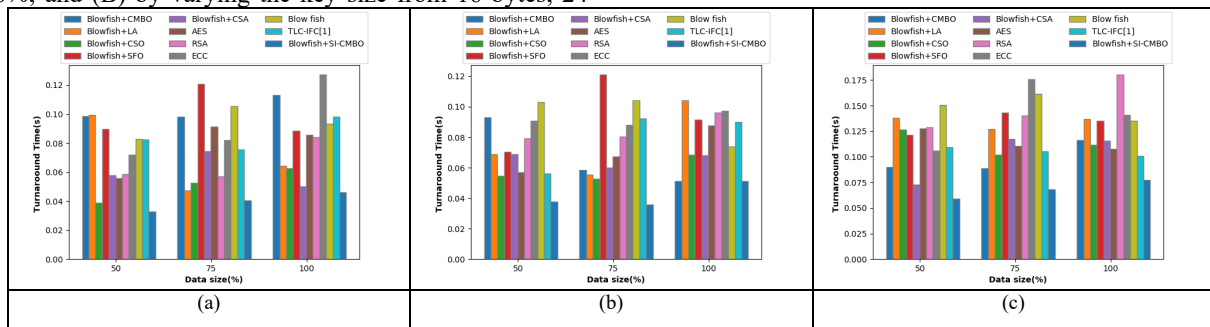 %, and (B) by varying the key size from 16 bytes, 24
Blowfish+CMBO Blowfish+CSA Blow fish
Blowfish+LA AES TLC-IFC[1]
Blowfish+CSO RSA Blowfish+SI-CMBO
Blowfish+SFO ECC
Turnaroound Time(s)
0.12
0.10
0.08
0.06
0.04
0.02
0.00
50 75 100
Data size(%)
(a)
Blowfish+CMBO Blowfish+CSA Blow fish
Blowfish+LA AES TLC-IFC[1]
Blowfish+CSO RSA Blowfish+SI-CMBO
Blowfish+SFO ECC
Turnaroound Time(s)
0.12
0.10
0.08
0.06
0.04
0.02
0.00
50 75 100
Data size(%)
(b)
Blowfish+CMBO Blowfish+CSA Blow fish
Blowfish+LA AES TLC-IFC[1]
Blowfish+CSO RSA Blowfish+SI-CMBO
Blowfish+SFO ECC
Turnaroound Time(s)
0.175
0.150
0.125
0.100
0.075
0.050
0.025
0.000
50 75 100
Data size(%)
(c)